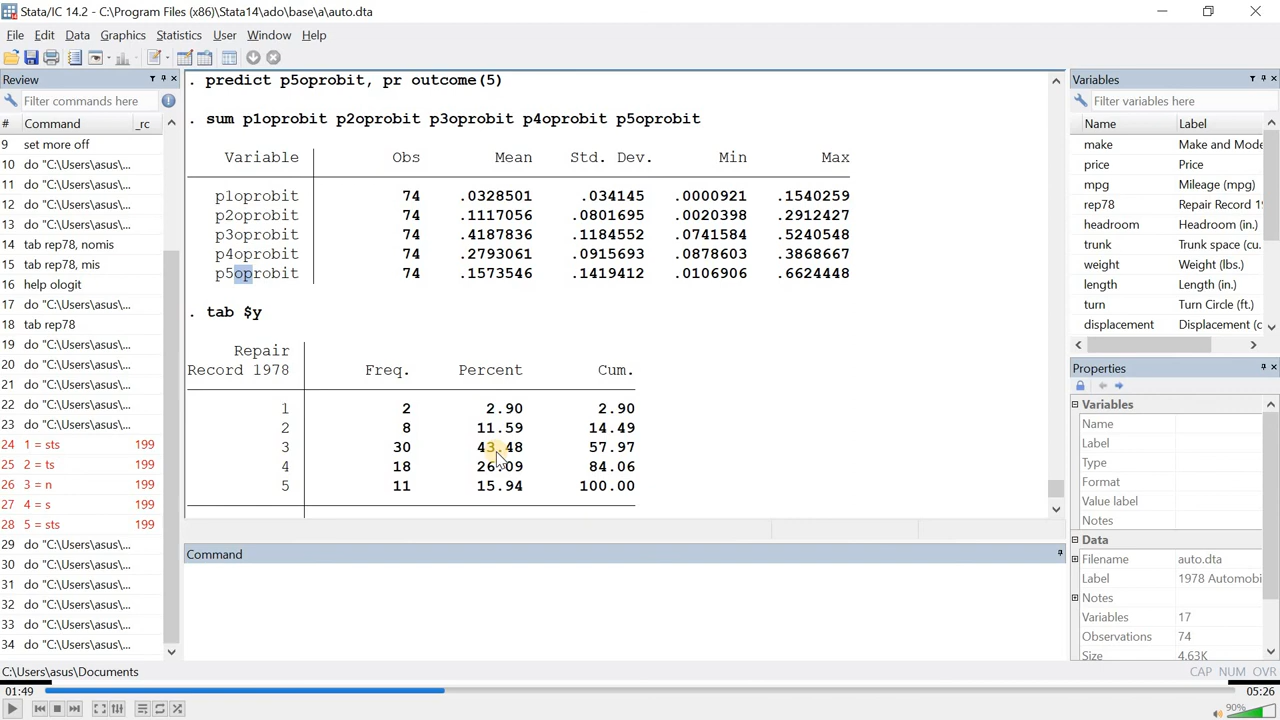 Stata/IC 14.2 - C:\Program Files (x86)\Stata14\ado\base\a\auto.dta
File Edit Data Graphics Statistics User Window Help
Review
Filter commands here
# Command _rc
9 set more off
10 do "C:\Users\asus\...
11 do "C:\Users\asus\...
12 do "C:\Users\asus\...
13 do "C:\Users\asus\...
14 tab rep78, nomis
15 tab rep78, mis
16 help ologit
17 do "C:\Users\asus\...
18 tab rep78
19 do "C:\Users\asus\...
20 do "C:\Users\asus\...
21 do "C:\Users\asus\...
22 do "C:\Users\asus\...
23 do "C:\Users\asus\...
24 1 = sts 199
25 2 = ts 199
26 3 = n 199
27 4 = s 199
28 5 = sts 199
29 do "C:\Users\asus\...
30 do "C:\Users\asus\...
31 do "C:\Users\asus\...
32 do "C:\Users\asus\...
33 do "C:\Users\asus\...
34 do "C:\Users\asus\...
. predict p5oprobit, pr outcome(5)
. sum p1oprobit p2oprobit p3oprobit p4oprobit p5oprobit
Variable Obs Mean Std. Dev. Min Max
p1oprobit 74 .0328501 .034145 .0000921 .1540259
p2oprobit 74 .1117056 .0801695 .0020398 .2912427
p3oprobit 74 .4187836 .1184552 .0741584 .5240548
p4oprobit 74 .2793061 .0915693 .0878603 .3868667
p5oprobit 74 .1573546 .1419412 .0106906 .6624448
. tab $y
Repair
Record 1978 Freq. Percent Cum.
1 2 2.90 2.90
2 8 11.59 14.49
3 30 43.48 57.97
4 18 26.09 84.06
5 11 15.94 100.00
Command
Variables
Filter variables here
Name Label
make Make and Mode
price Price
mpg Mileage (mpg)
rep78 Repair Record 19
headroom Headroom (in.)
trunk Trunk space (cu.
weight Weight (lbs.)
length Length (in.)
turn Turn Circle (ft.)
displacement Displacement (c
Properties
Variables
Name
Label
Type
Format
Value label
Notes
Data
Filename auto.dta
Label 1978 Automobi
Notes
Variables 17
Observations 74
Size 4.63K
C:\Users\asus\Documents
CAP NUM OVR
01:49 05:26
90%